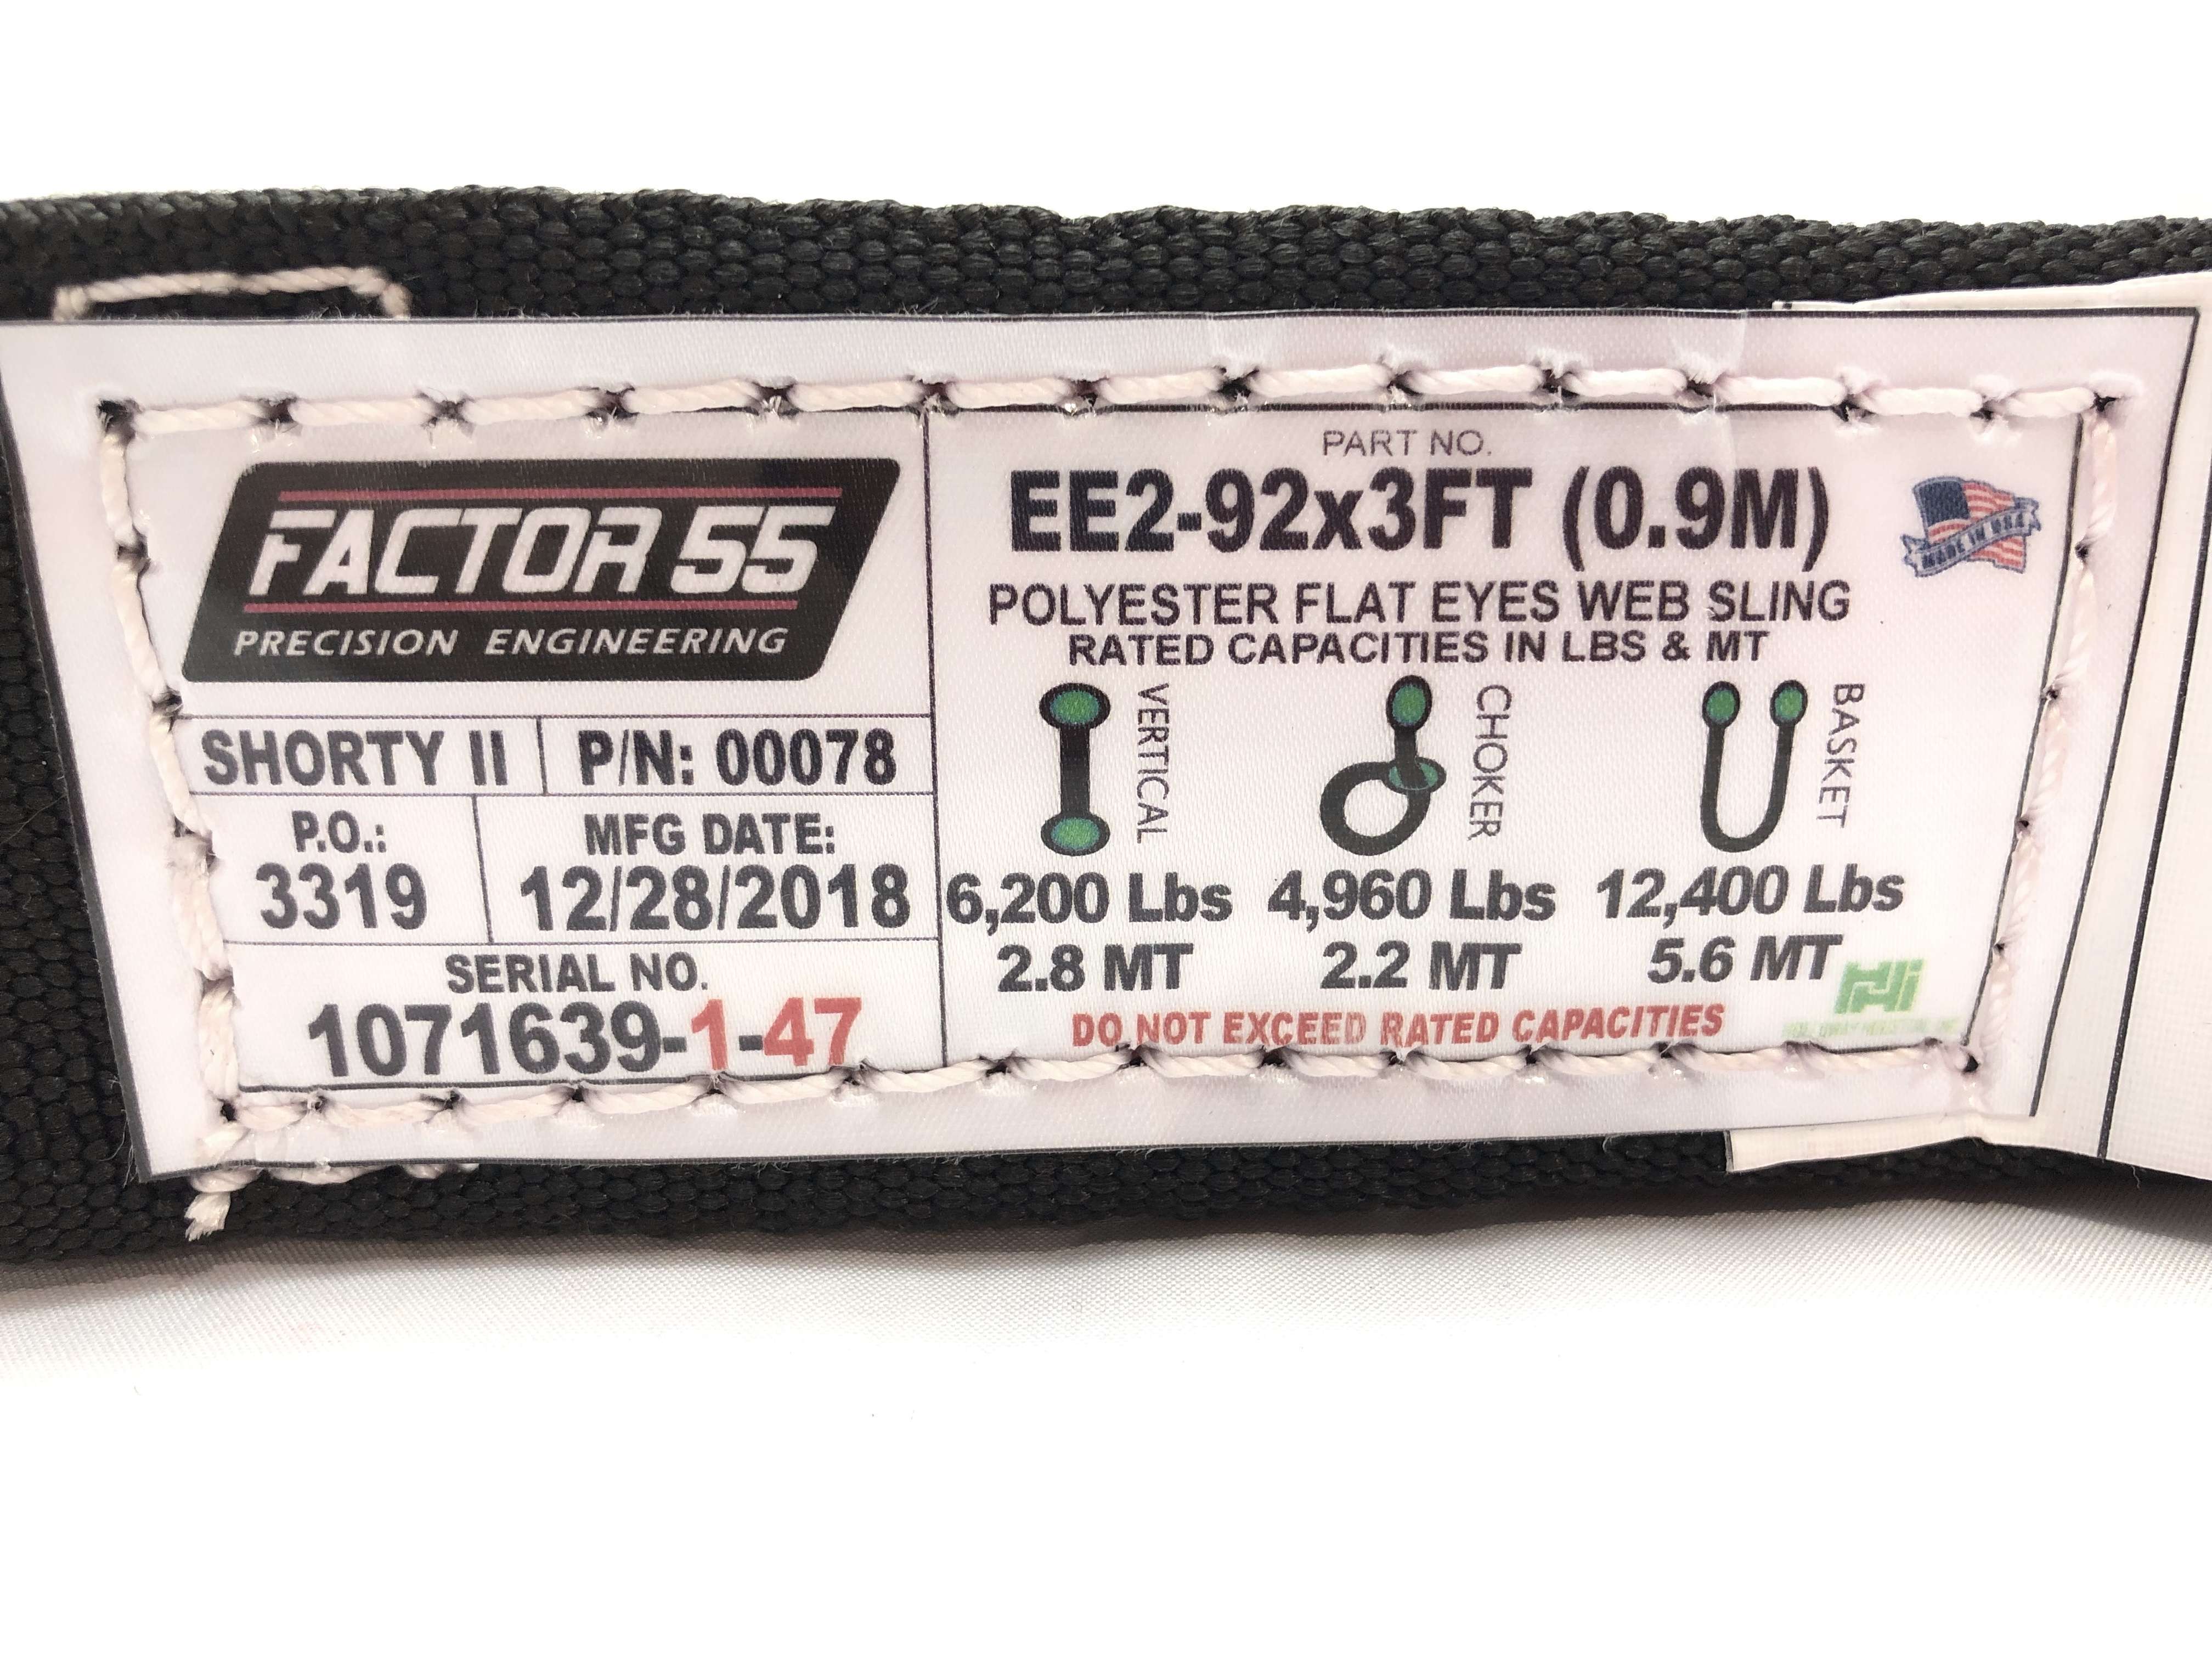 FACTOR 55
PRECISION ENGINEERING
SHORTY II
P/N: 00078
P.O.:
3319
MFG DATE:
12/28/2018
SERIAL NO.
1071639-1-47
PART NO.
EE2-92x3FT (0.9M)
MADE IN USA
POLYESTER FLAT EYES WEB SLING
RATED CAPACITIES IN LBS & MT
VERTICAL
CHOKER
BASKET
6,200 Lbs 4,960 Lbs 12,400 Lbs
2.8 MT 2.2 MT 5.6 MT
DO NOT EXCEED RATED CAPACITIES